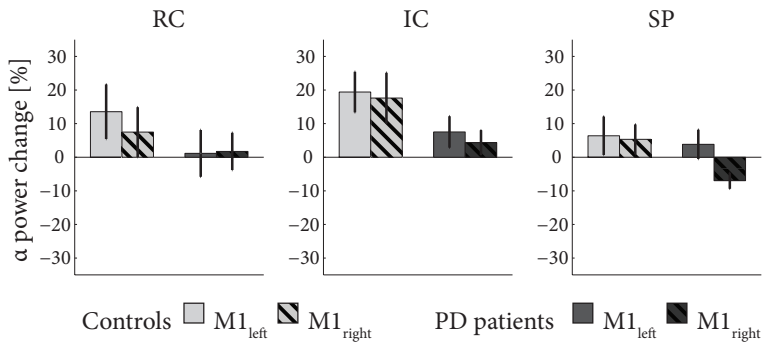 RC IC SP
α power change [%]
30 30 30
20 20 20
10 10 10
0 0 0
−10 −10 −10
−20 −20 −20
−30 −30 −30
Controls M1left M1right PD patients M1left M1right